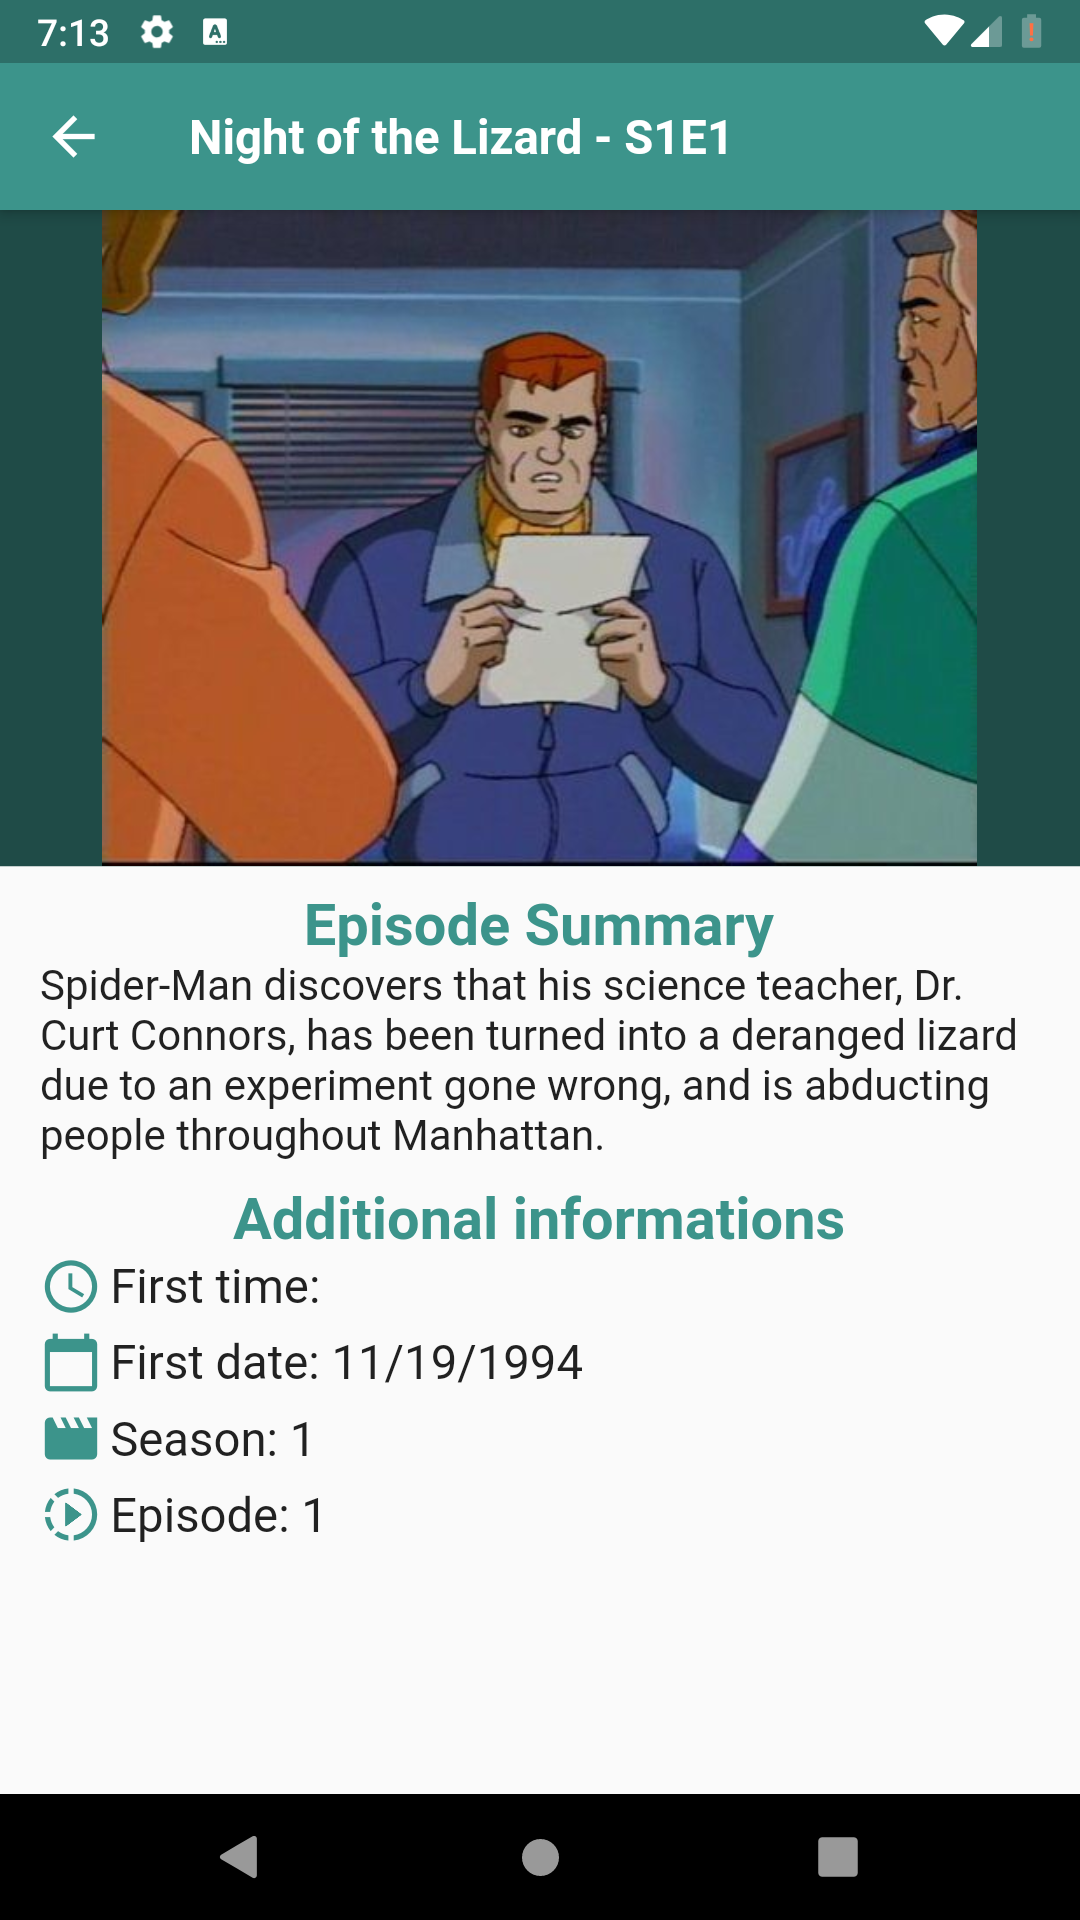 7:13
Night of the Lizard - S1E1
Episode Summary
Spider-Man discovers that his science teacher, Dr.
Curt Connors, has been turned into a deranged lizard
due to an experiment gone wrong, and is abducting
people throughout Manhattan.
Additional informations
First time:
First date: 11/19/1994
Season: 1
Episode: 1